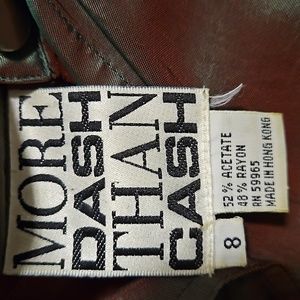 MORE
DASH
THAN
CASH
52% ACETATE
48% RAYON
RN 59965
MADE IN HONG KONG
8